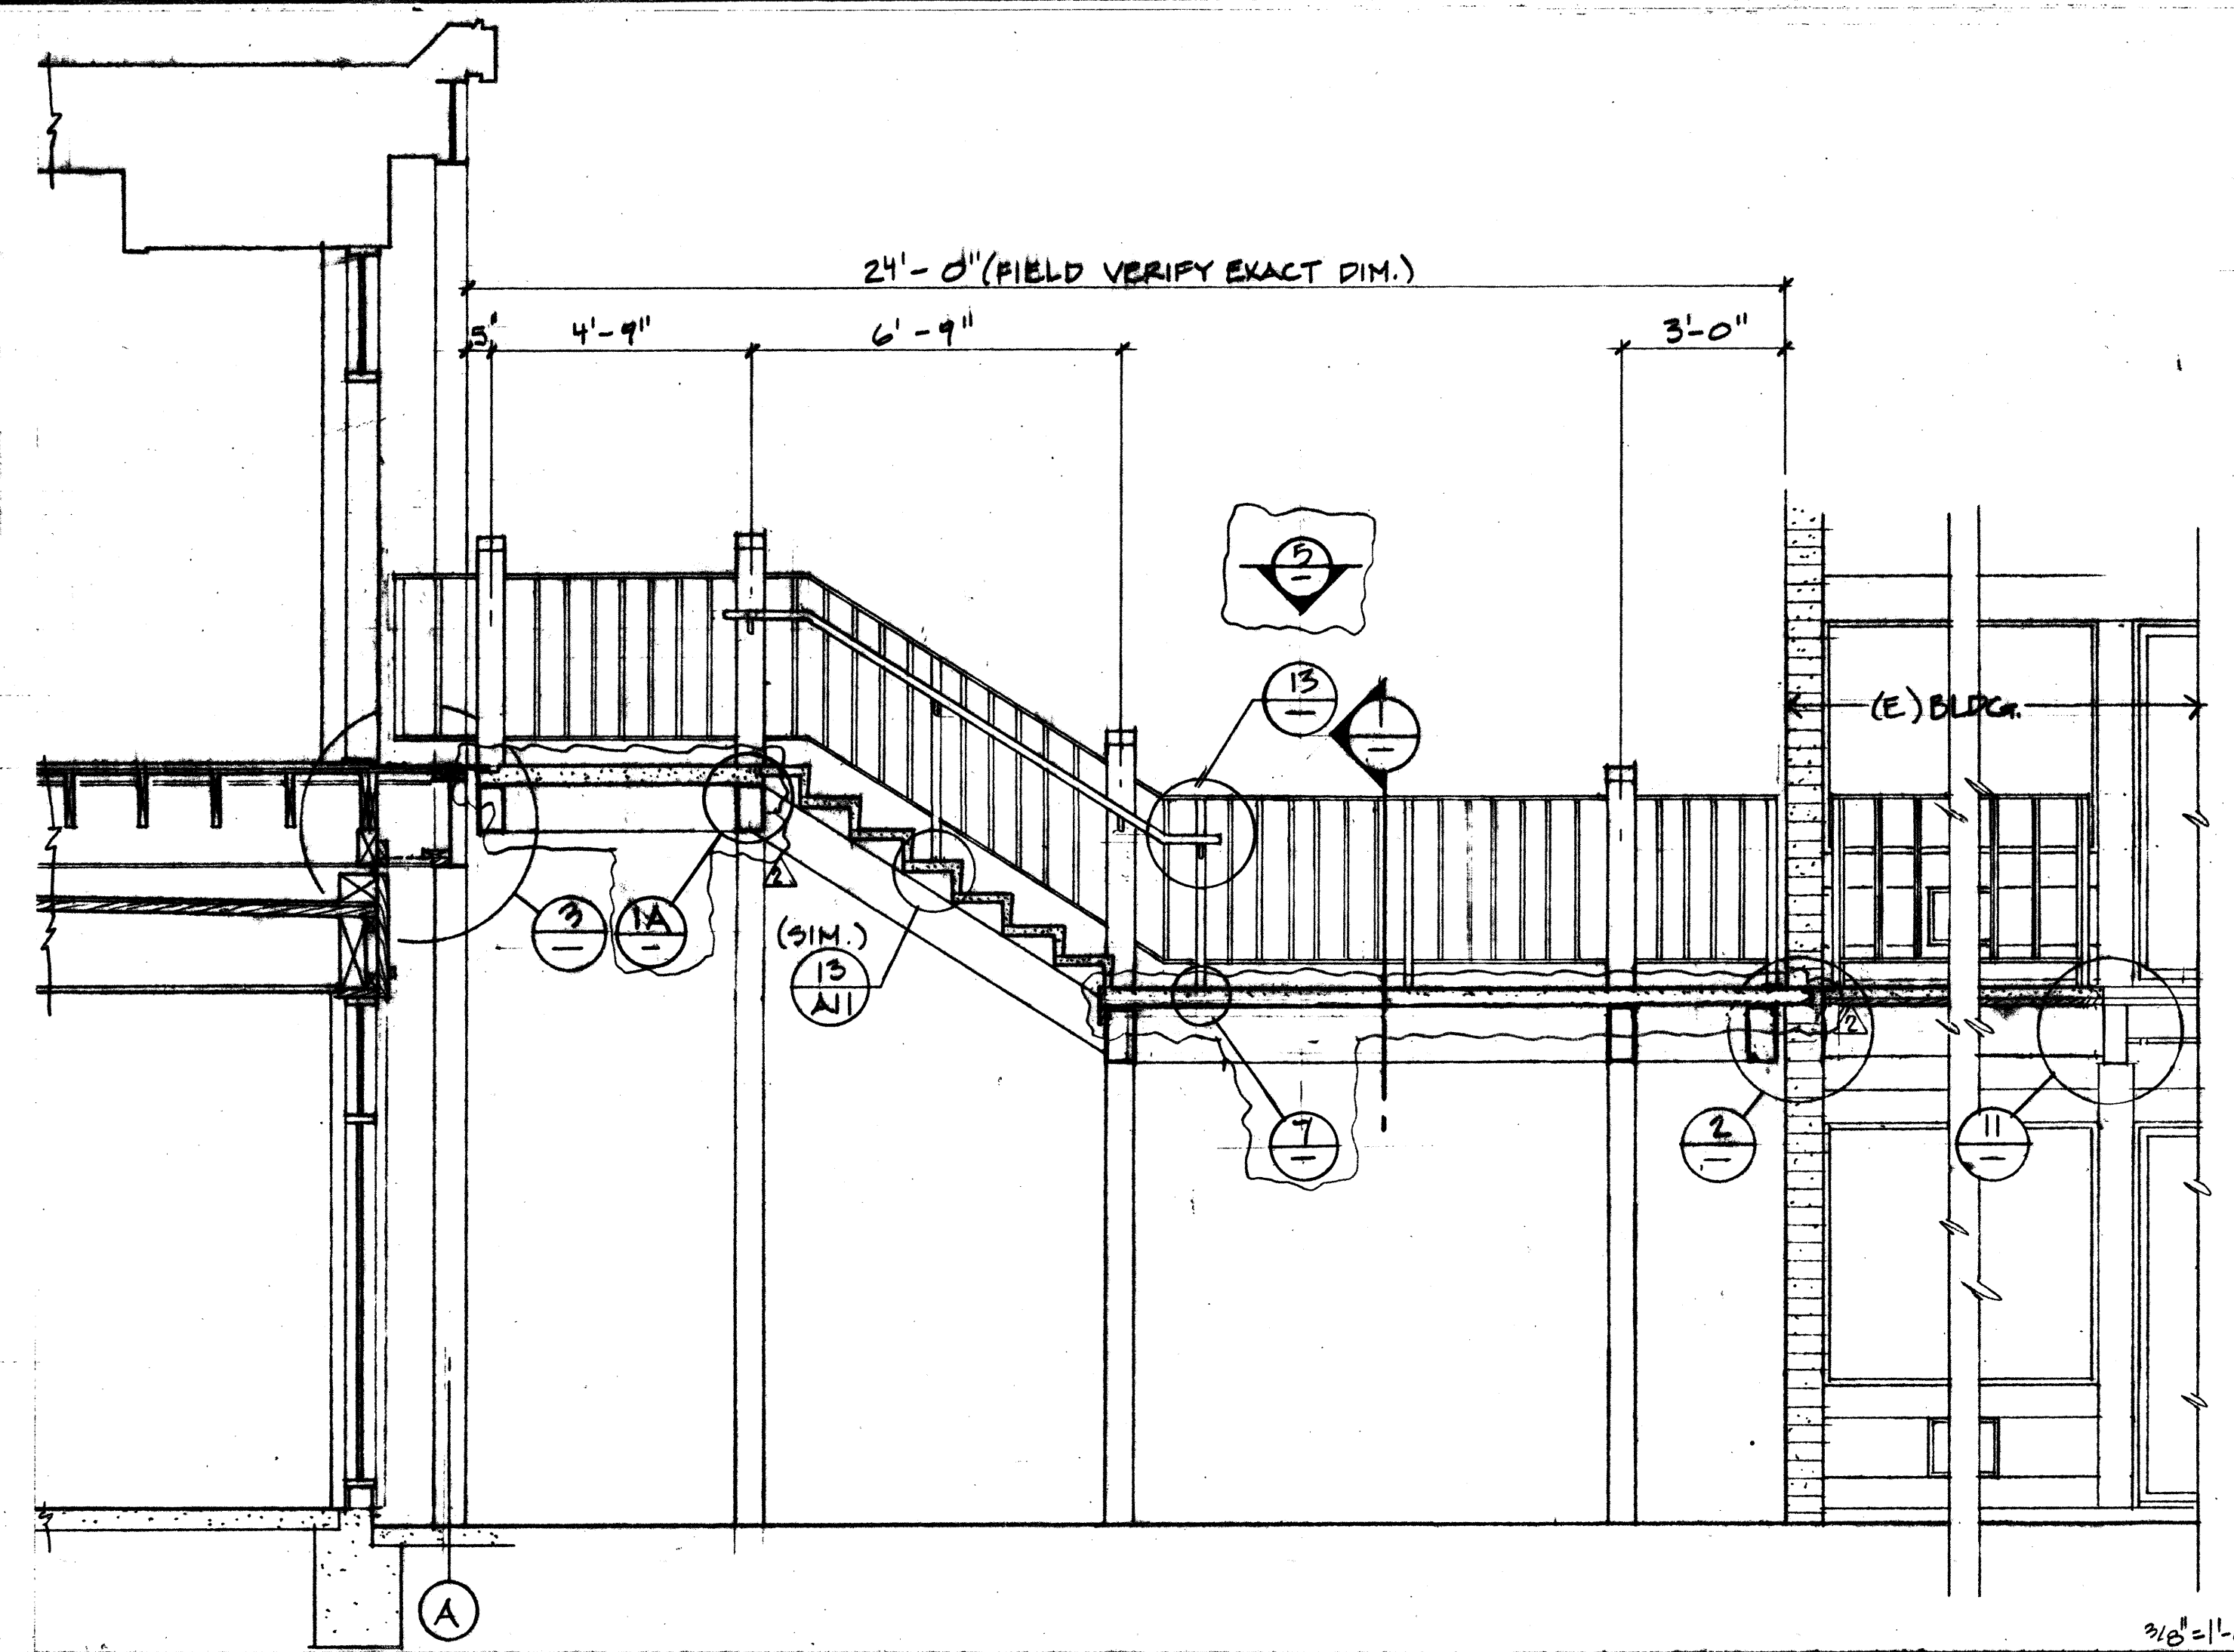 24'-0" (FIELD VERIFY EXACT DIM.)
5" 4'-9" 6'-9" 3'-0"
5
13
1
(E) BLDG.
3
1A
2
(SIM.)
13
A11
7
2
2
11
A
3/8"=1'-